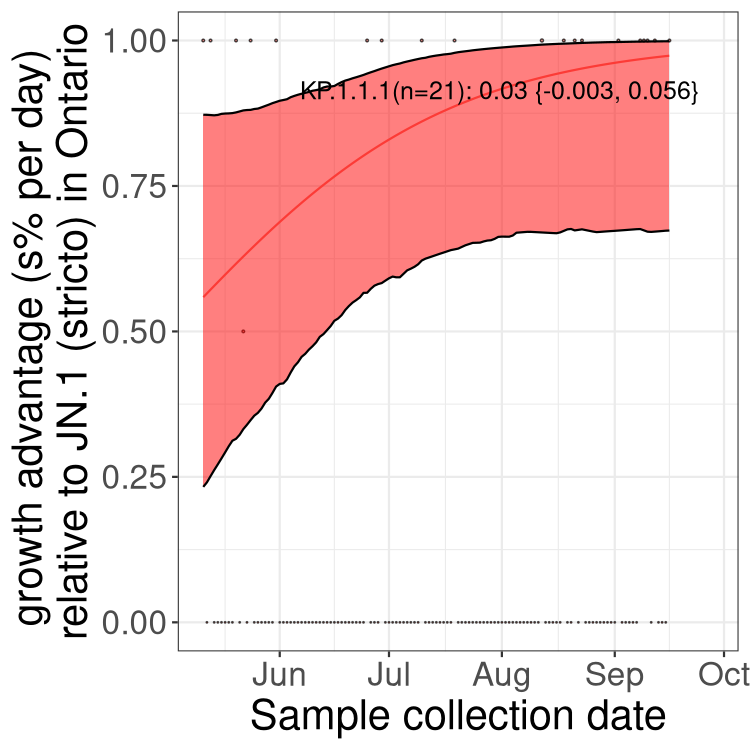 growth advantage (s% per day)
relative to JN.1 (stricto) in Ontario
1.00
0.75
0.50
0.25
0.00
KP.1.1.1(n=21): 0.03 {-0.003, 0.056}
Jun Jul Aug Sep Oct
Sample collection date